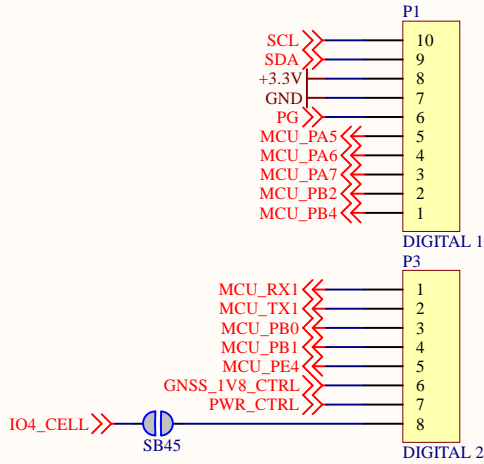 P1
SCL 10
SDA 9
+3.3V 8
GND 7
PG 6
MCU_PA5 5
MCU_PA6 4
MCU_PA7 3
MCU_PB2 2
MCU_PB4 1
DIGITAL 1
P3
MCU_RX1 1
MCU_TX1 2
MCU_PB0 3
MCU_PB1 4
MCU_PE4 5
GNSS_1V8_CTRL 6
PWR_CTRL 7
IO4_CELL 8
SB45
DIGITAL 2